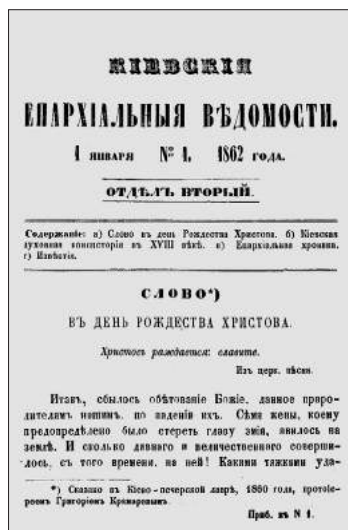 КІЕВСКІЯ
ЕПАРХІАЛЬНЫЯ ВѢДОМОСТИ.
1 ЯНВАРЯ № 1. 1862 ГОДА.
ОТДѢЛЪ ВТОРЫЙ.
Содержаніе: а) Слово въ день Рождества Христова. б) Кіевская
духовная консисторія въ XVIII вѣкѣ. в) Епархіальная хроника.
г) Извѣстія.
СЛОВО*)
ВЪ ДЕНЬ РОЖДЕСТВА ХРИСТОВА.
Христосъ раждается: славите.
Изъ церк. пѣсни.
Итакъ, сбылось обѣтованіе Божіе, данное праро-
дителямъ нашимъ, по паденіи ихъ. Сѣмя жены, коему
предопредѣлено было стереть главу змія, явилось на
землѣ. И сколько дивнаго и величественнаго соверши-
лось, съ того времени, на ней! Какими тяжкими уда-
*) Сказано въ Кіево-печерской лаврѣ, 1860 года, протоіе-
реемъ Григоріемъ Крамаревымъ.
Приб. къ № 1.